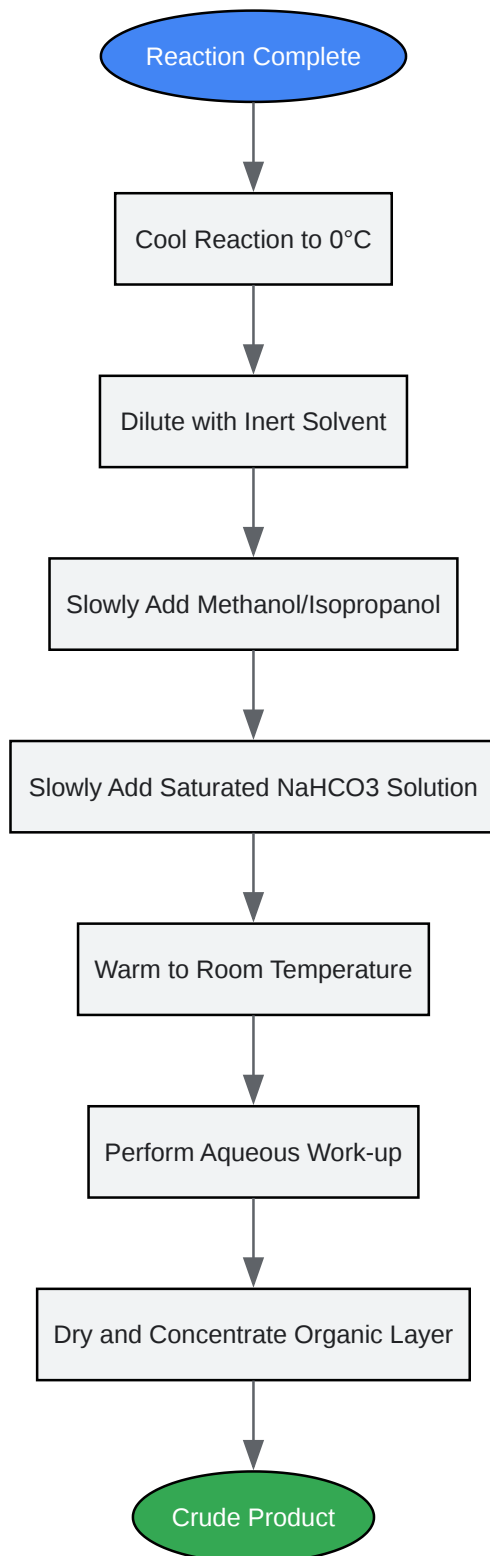 Reaction Complete
Cool Reaction to 0°C
Dilute with Inert Solvent
Slowly Add Methanol/Isopropanol
Slowly Add Saturated NaHCO3 Solution
Warm to Room Temperature
Perform Aqueous Work-up
Dry and Concentrate Organic Layer
Crude Product